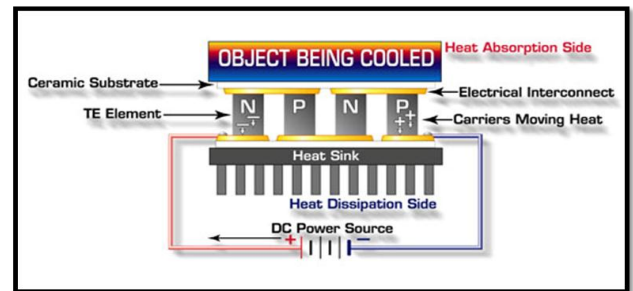 OBJECT BEING COOLED
Heat Absorption Side
Ceramic Substrate
Electrical Interconnect
N P N P
TE Element
Carriers Moving Heat
Heat Sink
Heat Dissipation Side
DC Power Source
+ −